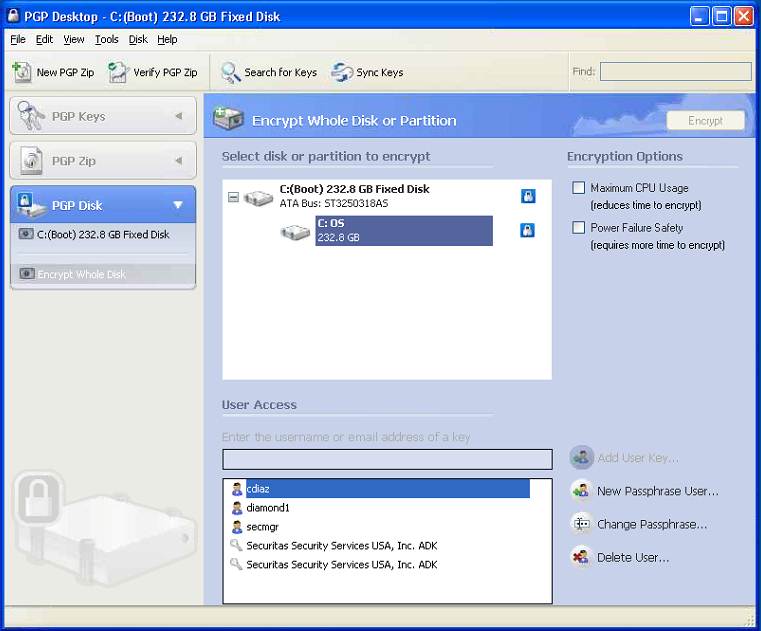 PGP Desktop - C:(Boot) 232.8 GB Fixed Disk
File Edit View Tools Disk Help
New PGP Zip Verify PGP Zip Search for Keys Sync Keys Find:
PGP Keys
PGP Zip
PGP Disk
C:(Boot) 232.8 GB Fixed Disk
Encrypt Whole Disk
Encrypt Whole Disk or Partition
Encrypt
Select disk or partition to encrypt
C:(Boot) 232.8 GB Fixed Disk
ATA Bus: ST3250318AS
C: OS
232.8 GB
Encryption Options
Maximum CPU Usage
(reduces time to encrypt)
Power Failure Safety
(requires more time to encrypt)
User Access
Enter the username or email address of a key
cdiaz
diamond1
secmgr
Securitas Security Services USA, Inc. ADK
Securitas Security Services USA, Inc. ADK
Add User Key...
New Passphrase User...
Change Passphrase...
Delete User...